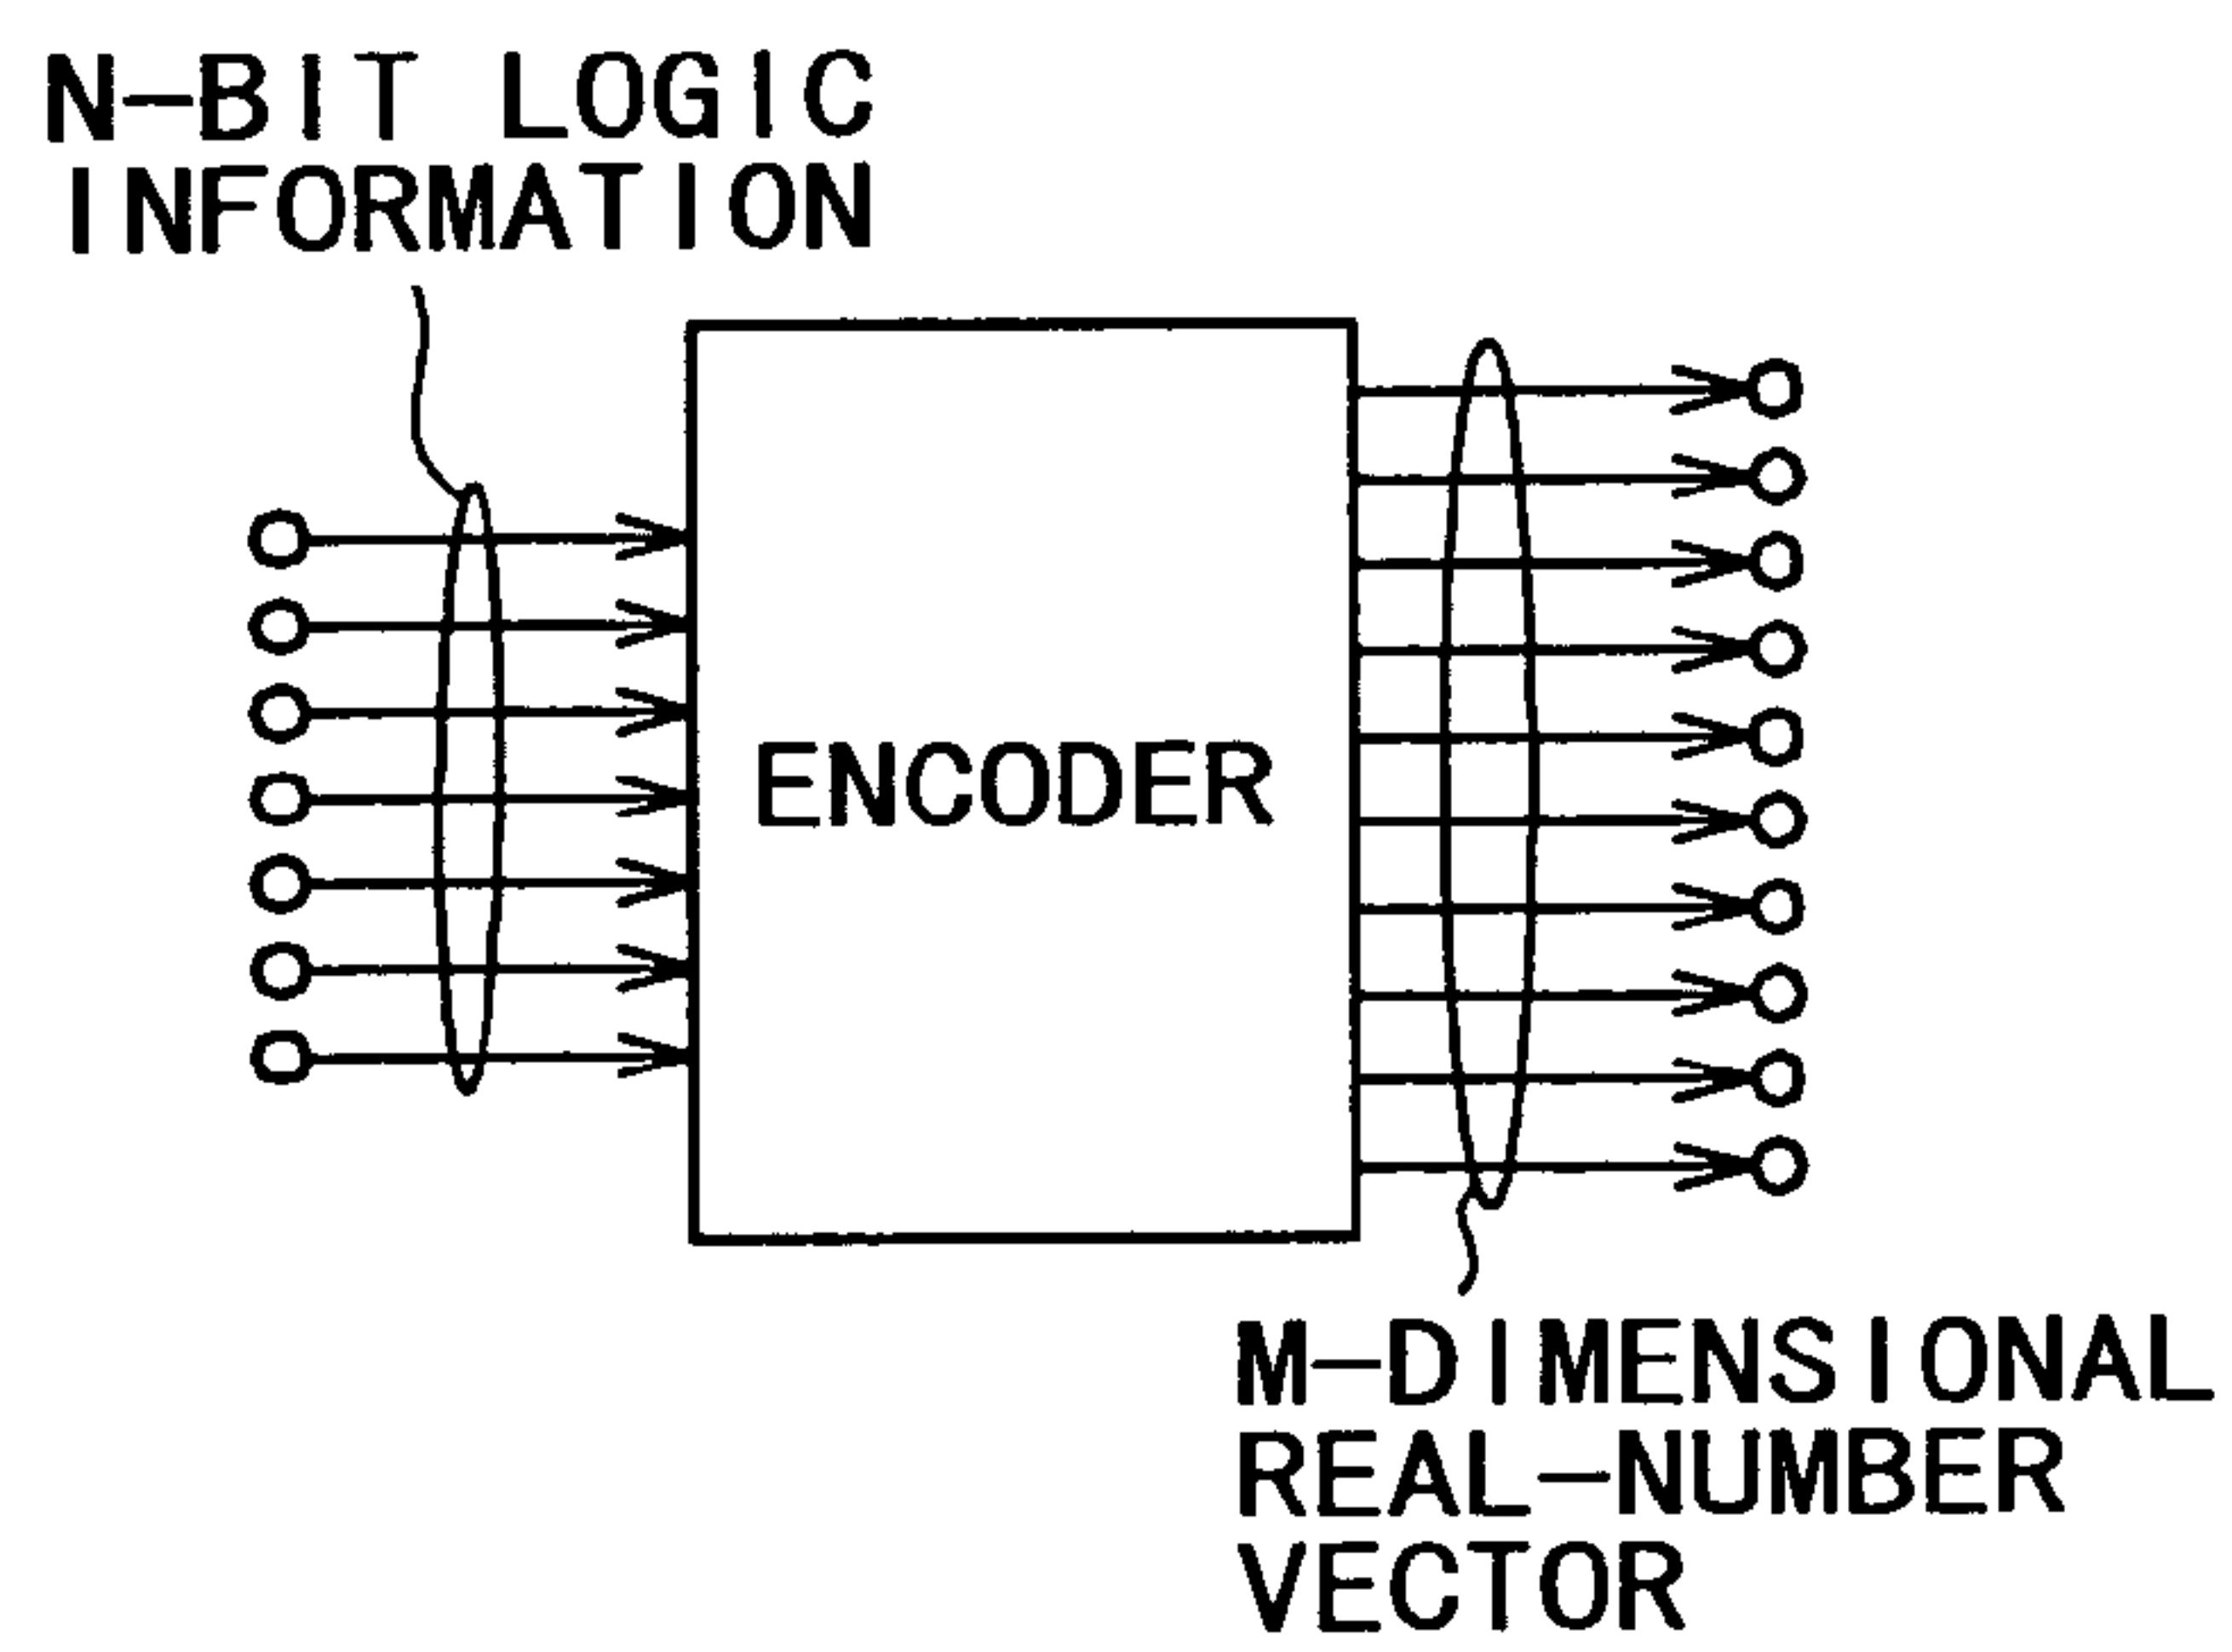 N-BIT LOGIC
INFORMATION
ENCODER
M-DIMENSIONAL
REAL-NUMBER
VECTOR